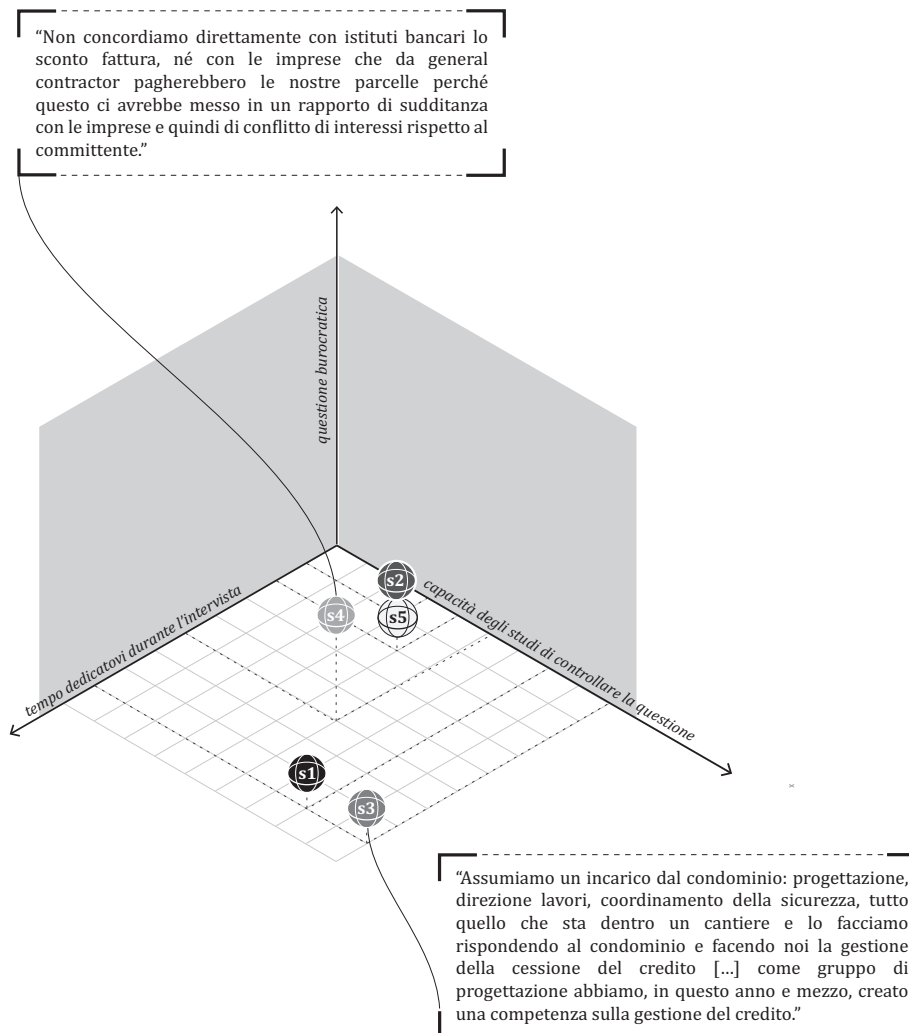 “Non concordiamo direttamente con istituti bancari lo
sconto fattura, né con le imprese che da general
contractor pagherebbero le nostre parcelle perché
questo ci avrebbe messo in un rapporto di sudditanza
con le imprese e quindi di conflitto di interessi rispetto al
committente.”
questione burocratica
tempo dedicatovi durante l'intervista
capacità degli studi di controllare la questione
s2
s4
s5
s1
s3
“Assumiamo un incarico dal condominio: progettazione,
direzione lavori, coordinamento della sicurezza, tutto
quello che sta dentro un cantiere e lo facciamo
rispondendo al condominio e facendo noi la gestione
della cessione del credito [...] come gruppo di
progettazione abbiamo, in questo anno e mezzo, creato
una competenza sulla gestione del credito.”